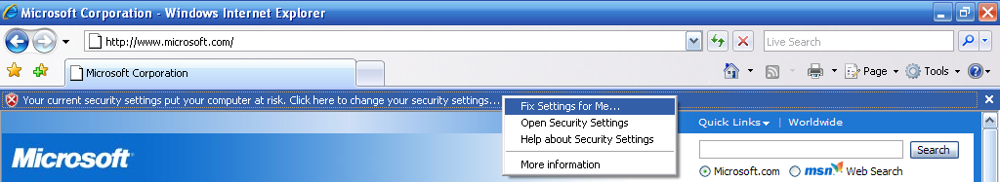 Microsoft Corporation - Windows Internet Explorer
http://www.microsoft.com/
Live Search
Microsoft Corporation
Page
Tools
Your current security settings put your computer at risk. Click here to change your security settings...
Fix Settings for Me...
Open Security Settings
Help about Security Settings
More information
Quick Links
Worldwide
Microsoft
Search
Microsoft.com
msn Web Search